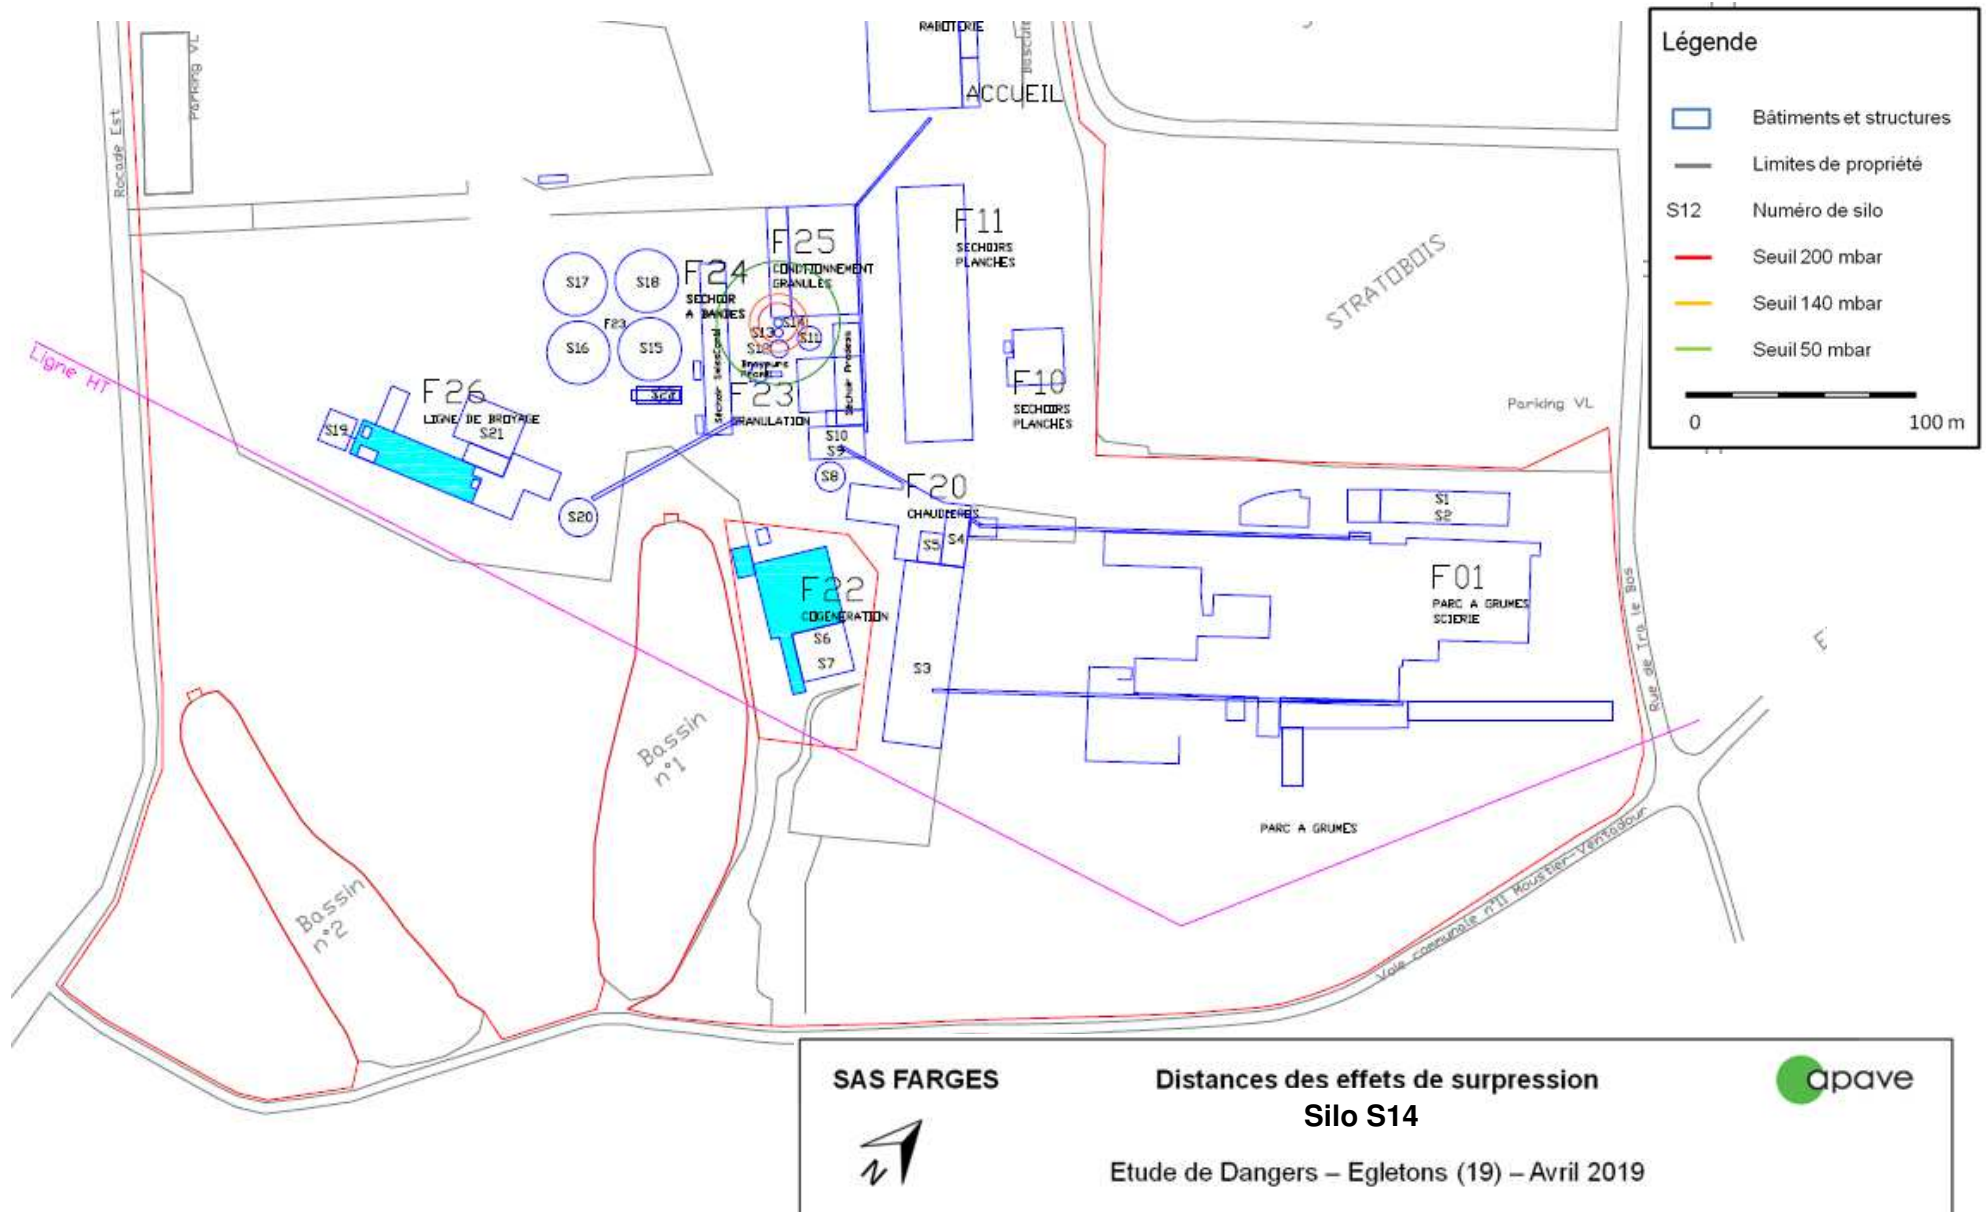 RABOTERIE
ACCUEIL
Parking VL
Rocade Est
Légende
Bâtiments et structures
Limites de propriété
S12 Numéro de silo
Seuil 200 mbar
Seuil 140 mbar
Seuil 50 mbar
0 100 m
F11
SECHOIRS
PLANCHES
F25
CONDITIONNEMENT
GRANULES
F24
SECHOIR
A BANDES
S17
S18
F23
S16
S15
S14
S13
S11
S12
F23
GRANULATION
STRATOBOIS
Ligne HT
F26
LIGNE DE BROYAGE
S19
S21
S20
F10
SECHOIRS
PLANCHES
Parking VL
S10
S9
S8
F20
CHAUDIERES
S5
S4
S1
S2
F22
COGENERATION
S6
S7
S3
F01
PARC A GRUMES
SCIERIE
Rue de Tra le Bos
Bassin
n°1
Bassin
n°2
PARC A GRUMES
Voie communale n°11 Moustier-Ventadour
SAS FARGES
N
Distances des effets de surpression
Silo S14
Etude de Dangers – Egletons (19) – Avril 2019
apave